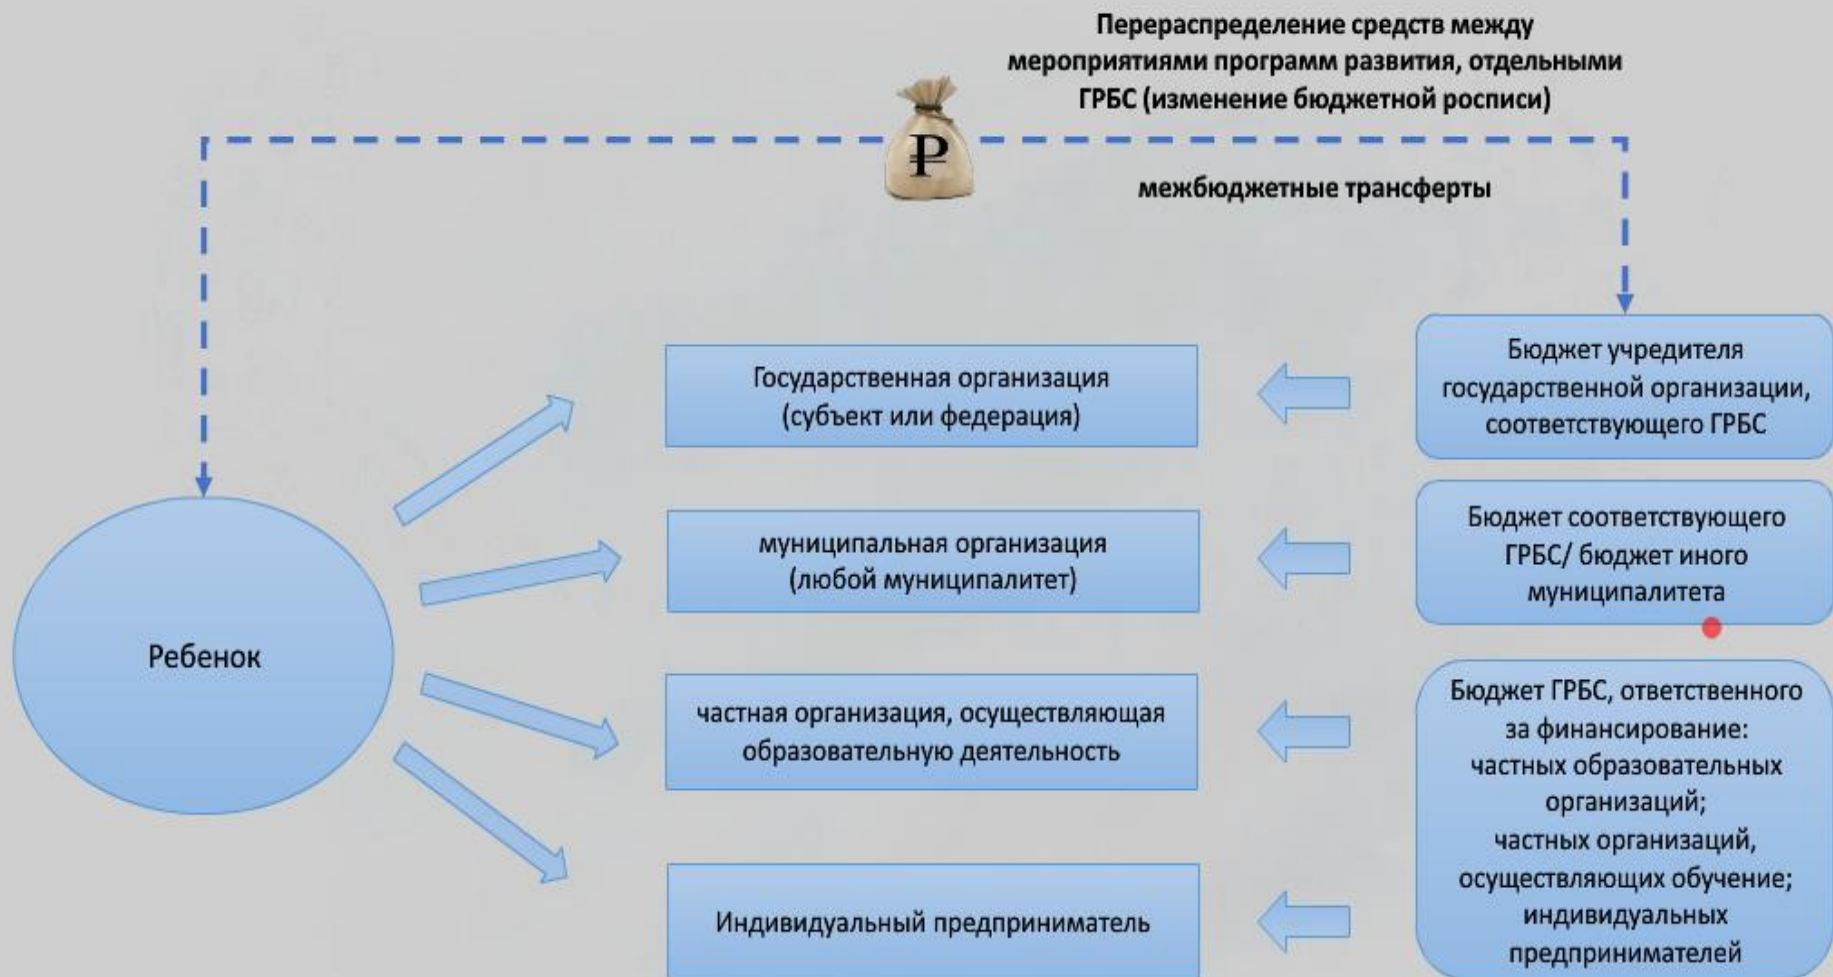 Перераспределение средств между
мероприятиями программ развития, отдельными
ГРБС (изменение бюджетной росписи)
₽
межбюджетные трансферты
Ребенок
Государственная организация
(субъект или федерация)
муниципальная организация
(любой муниципалитет)
частная организация, осуществляющая
образовательную деятельность
Индивидуальный предприниматель
Бюджет учредителя
государственной организации,
соответствующего ГРБС
Бюджет соответствующего
ГРБС/ бюджет иного
муниципалитета
Бюджет ГРБС, ответственного
за финансирование:
частных образовательных
организаций;
частных организаций,
осуществляющих обучение;
индивидуальных
предпринимателей